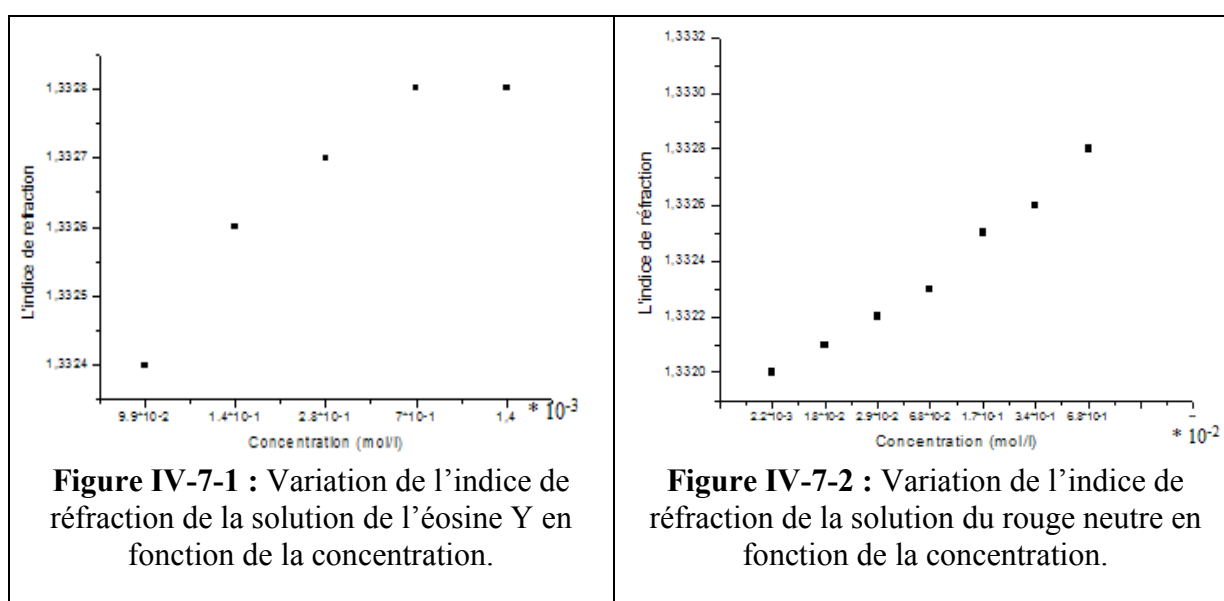 1,3328
1,3327
1,3326
1,3325
1,3324
L'indice de refraction
9.9*10-2 1.4*10-1 2.8*10-1 7*10-1 1,4 * 10-3
Concentration (mol/l)
Figure IV-7-1 : Variation de l’indice de
réfraction de la solution de l’éosine Y en
fonction de la concentration.
1,3332
1,3330
1,3328
1,3326
1,3324
1,3322
1,3320
L'indice de réfraction
2.2*10-3 1.8*10-2 2.9*10-2 6.8*10-2 1.7*10-1 3.4*10-1 6.8*10-1 --
* 10-2
Concentration (mol/l)
Figure IV-7-2 : Variation de l’indice de
réfraction de la solution du rouge neutre en
fonction de la concentration.